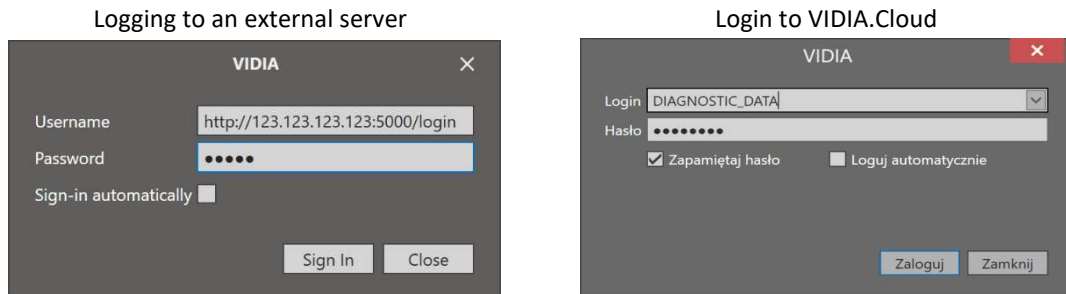 Logging to an external server
VIDIA
Username http://123.123.123.123:5000/login
Password •••••
Sign-in automatically
Sign In Close
Login to VIDIA.Cloud
VIDIA
Login DIAGNOSTIC_DATA
Hasło ••••••••
Zapamiętaj hasło Loguj automatycznie
Zaloguj Zamknij